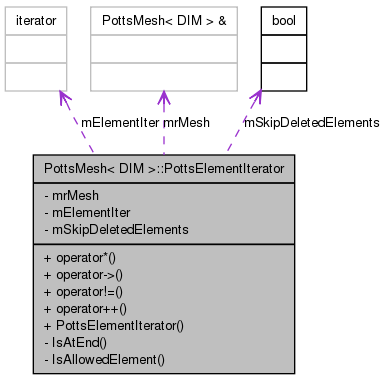 iterator
PottsMesh< DIM > &
bool
mElementIter
mrMesh
mSkipDeletedElements
PottsMesh< DIM >::PottsElementIterator
- mrMesh
- mElementIter
- mSkipDeletedElements
+ operator*()
+ operator->()
+ operator!=()
+ operator++()
+ PottsElementIterator()
- IsAtEnd()
- IsAllowedElement()